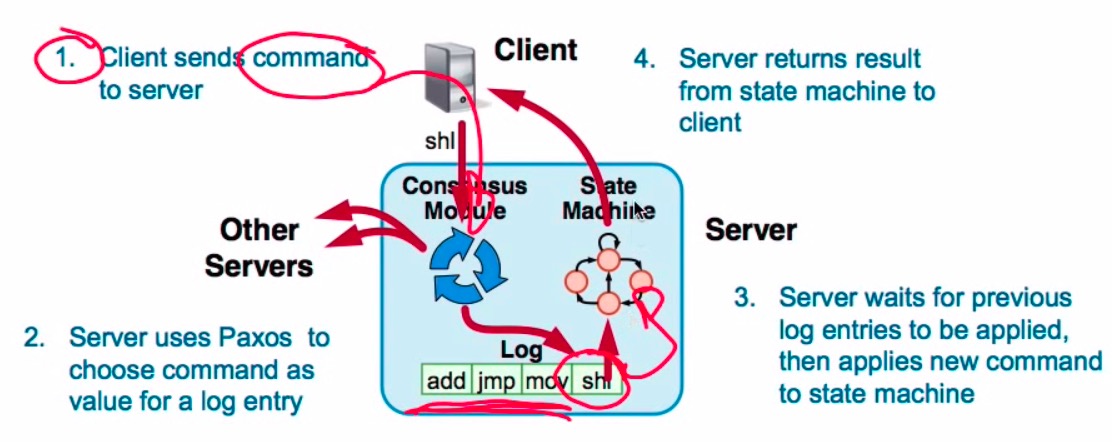 1. Client sends command
to server
Client
4. Server returns result
from state machine to
client
shl
Consensus
Module
State
Machine
Other
Servers
Server
2. Server uses Paxos to
choose command as
value for a log entry
3. Server waits for previous
log entries to be applied,
then applies new command
to state machine
Log
add jmp mov shl